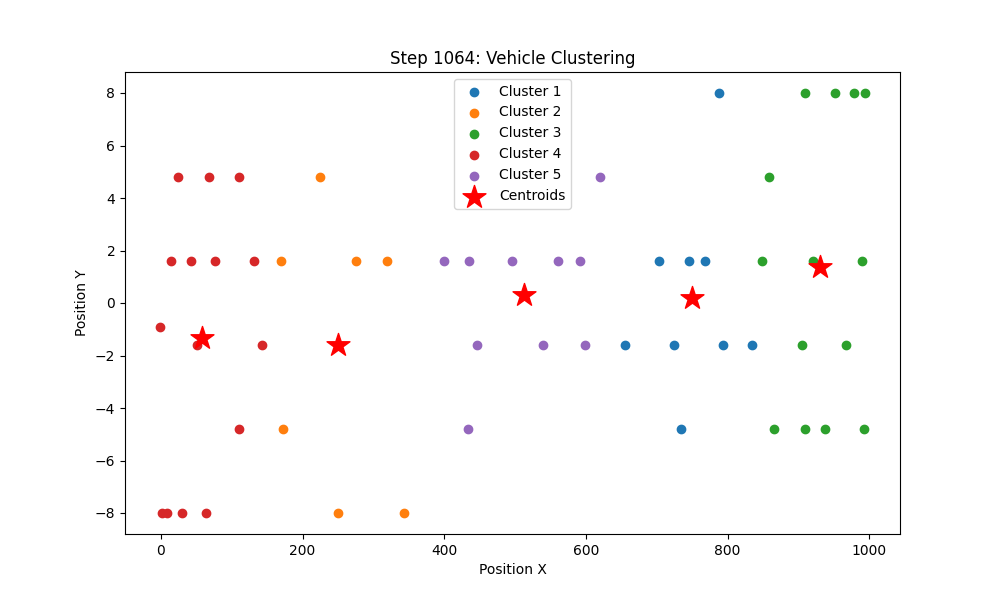 Step 1064: Vehicle Clustering
Cluster 1
Cluster 2
Cluster 3
Cluster 4
Cluster 5
Centroids
Position Y
8
6
4
2
0
−2
−4
−6
−8
0 200 400 600 800 1000
Position X